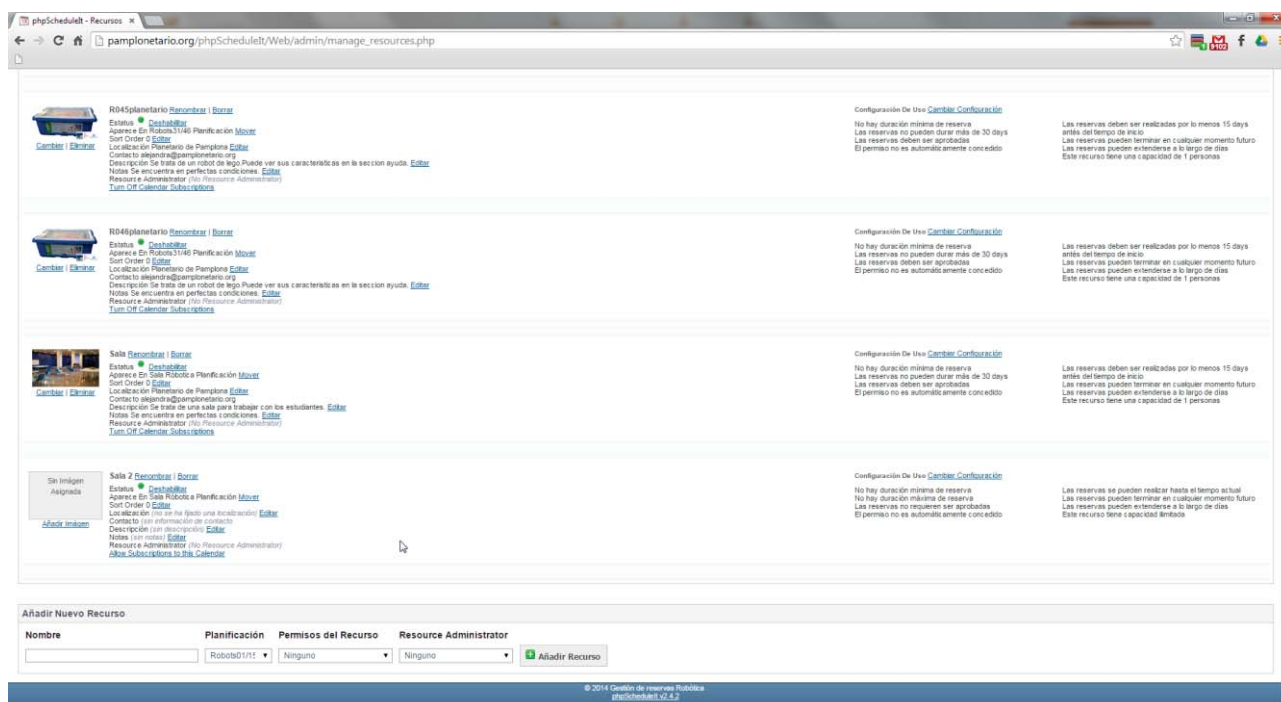 phpScheduleIt - Recursos
pamplonetario.org/phpScheduleIt/Web/admin/manage_resources.php
R045planetario Renombrar | Borrar
Estatus Deshabilitar
Aparece En Robots31/46 Planificación Mover
Sort Order 0 Editar
Localización Planetario de Pamplona Editar
Contacto alejandra@pamplonetario.org
Descripción Se trata de un robot de lego.Puede ver sus características en la seccion ayuda. Editar
Notas Se encuentra en perfectas condiciones. Editar
Resource Administrator (No Resource Administrator)
Turn Off Calendar Subscriptions
Cambiar | Eliminar
Configuración De Uso Cambiar Configuración
No hay duración mínima de reserva
Las reservas no pueden durar más de 30 days
Las reservas deben ser aprobadas
El permiso no es automáticamente concedido
Las reservas deben ser realizadas por lo menos 15 days
antés del tiempo de inicio
Las reservas pueden terminar en cualquier momento futuro
Las reservas pueden extenderse a lo largo de días
Este recurso tiene una capacidad de 1 personas
R046planetario Renombrar | Borrar
Estatus Deshabilitar
Aparece En Robots31/46 Planificación Mover
Sort Order 0 Editar
Localización Planetario de Pamplona Editar
Contacto alejandra@pamplonetario.org
Descripción Se trata de un robot de lego.Puede ver sus características en la seccion ayuda. Editar
Notas Se encuentra en perfectas condiciones. Editar
Resource Administrator (No Resource Administrator)
Turn Off Calendar Subscriptions
Cambiar | Eliminar
Configuración De Uso Cambiar Configuración
No hay duración mínima de reserva
Las reservas no pueden durar más de 30 days
Las reservas deben ser aprobadas
El permiso no es automáticamente concedido
Las reservas deben ser realizadas por lo menos 15 days
antés del tiempo de inicio
Las reservas pueden terminar en cualquier momento futuro
Las reservas pueden extenderse a lo largo de días
Este recurso tiene una capacidad de 1 personas
Sala Renombrar | Borrar
Estatus Deshabilitar
Aparece En Sala Robotica Planificación Mover
Sort Order 0 Editar
Localización Planetario de Pamplona Editar
Contacto alejandra@pamplonetario.org
Descripción Se trata de una sala para trabajar con los estudiantes. Editar
Notas Se encuentra en perfectas condiciones. Editar
Resource Administrator (No Resource Administrator)
Turn Off Calendar Subscriptions
Cambiar | Eliminar
Configuración De Uso Cambiar Configuración
No hay duración mínima de reserva
Las reservas no pueden durar más de 30 days
Las reservas deben ser aprobadas
El permiso no es automáticamente concedido
Las reservas deben ser realizadas por lo menos 15 days
antés del tiempo de inicio
Las reservas pueden terminar en cualquier momento futuro
Las reservas pueden extenderse a lo largo de días
Este recurso tiene una capacidad de 1 personas
Sin Imágen
Asignada
Añadir Imágen
Sala 2 Renombrar | Borrar
Estatus Deshabilitar
Aparece En Sala Robotica Planificación Mover
Sort Order 0 Editar
Localización (no se ha fijado una localización) Editar
Contacto (sin información de contacto
Descripción (sin descripción) Editar
Notas (sin notas) Editar
Resource Administrator (No Resource Administrator)
Allow Subscriptions to this Calendar
Configuración De Uso Cambiar Configuración
No hay duración mínima de reserva
No hay duración máxima de reserva
Las reservas no requieren ser aprobadas
El permiso no es automáticamente concedido
Las reservas se pueden realizar hasta el tiempo actual
Las reservas pueden terminar en cualquier momento futuro
Las reservas pueden extenderse a lo largo de días
Este recurso tiene capacidad ilimitada
Añadir Nuevo Recurso
Nombre Planificación Permisos del Recurso Resource Administrator
Robots01/15 Ninguno Ninguno Añadir Recurso
© 2014 Gestión de reservas Robótica
phpScheduleIt v2.4.2